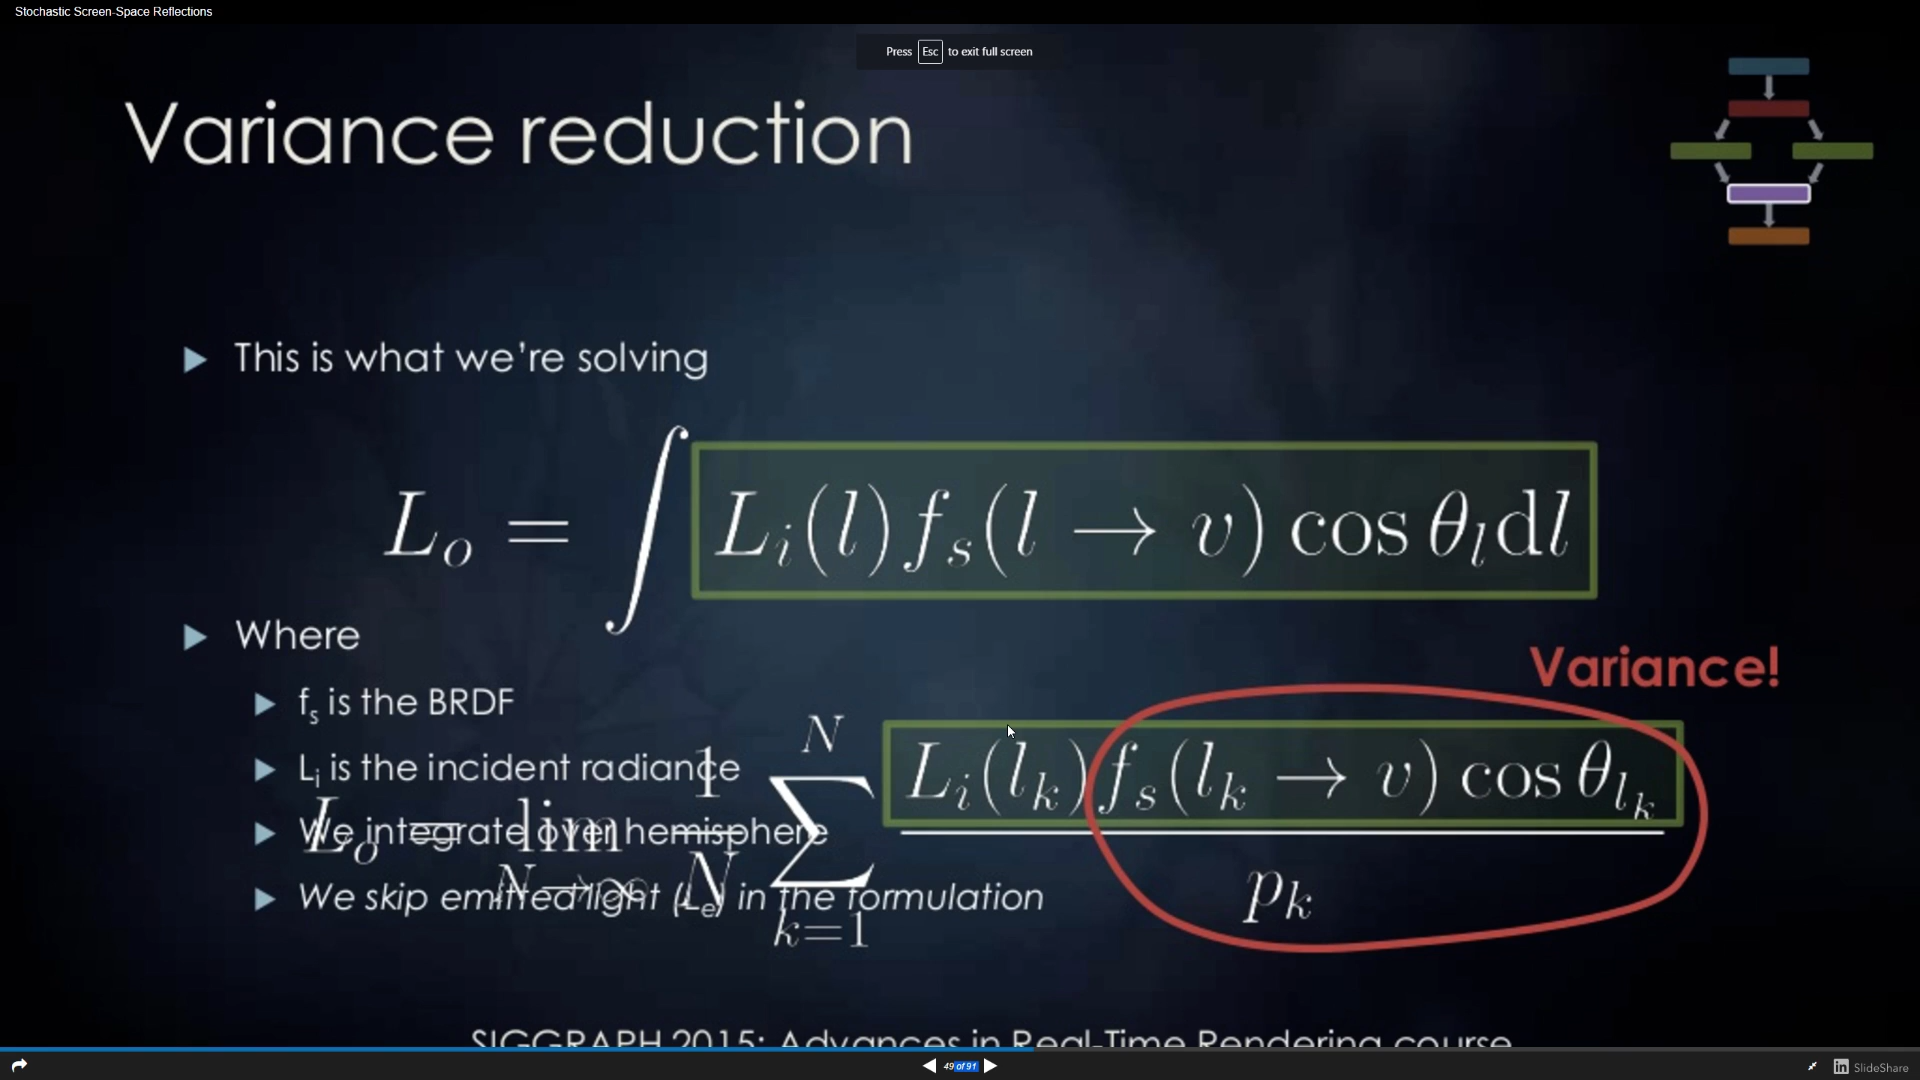 Stochastic Screen-Space Reflections
Press Esc to exit full screen
Variance reduction
This is what we're solving
L_o = ∫ L_i(l) f_s(l → v) cos θ_l dl
Where
Variance!
f_s is the BRDF
L_i is the incident radiance
We integrate over hemisphere
We skip emitted light (L_e) in the formulation
L_o = lim_{N→∞} 1/N ∑_{k=1}^{N} L_i(l_k) f_s(l_k → v) cos θ_{l_k} / p_k
SIGGRAPH 2015: Advances in Real-Time Rendering course
49 of 91
in SlideShare